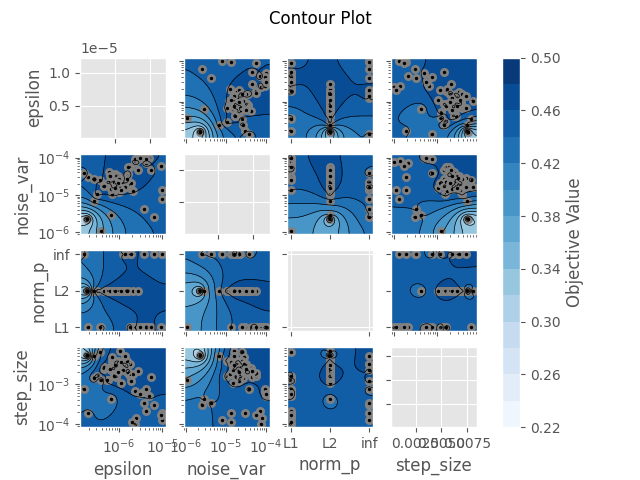 Contour Plot
1e−5
1.0
0.5
epsilon
10⁻⁴
10⁻⁵
10⁻⁶
noise_var
inf
L2
L1
norm_p
10⁻³
10⁻⁴
step_size
10⁻⁶ 10⁻⁵
epsilon
10⁻⁶ 10⁻⁵ 10⁻⁴
noise_var
L1 L2 inf
norm_p
0.0025 0.0050 0.0075
step_size
0.50
0.46
0.42
0.38
0.34
0.30
0.26
0.22
Objective Value